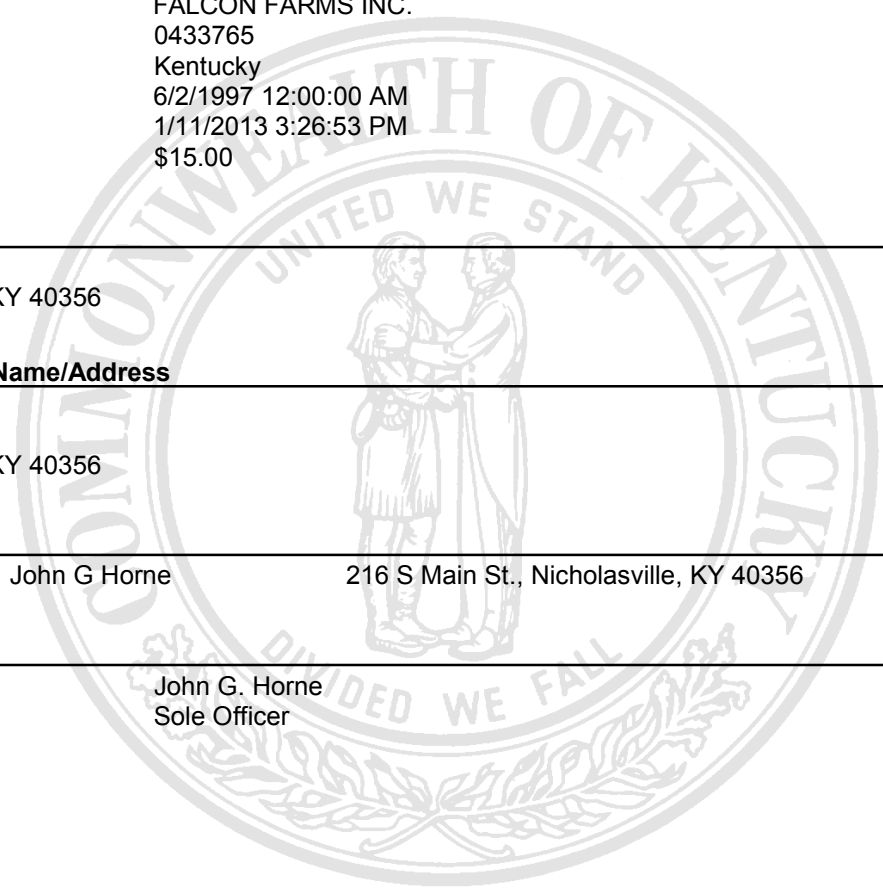 FALCON FARMS INC.
0433765
Kentucky
6/2/1997 12:00:00 AM
1/11/2013 3:26:53 PM
$15.00
KY 40356
Name/Address
KY 40356
John G Horne 216 S Main St., Nicholasville, KY 40356
John G. Horne
Sole Officer
COMMONWEALTH OF KENTUCKY
UNITED WE STAND
DIVIDED WE FALL